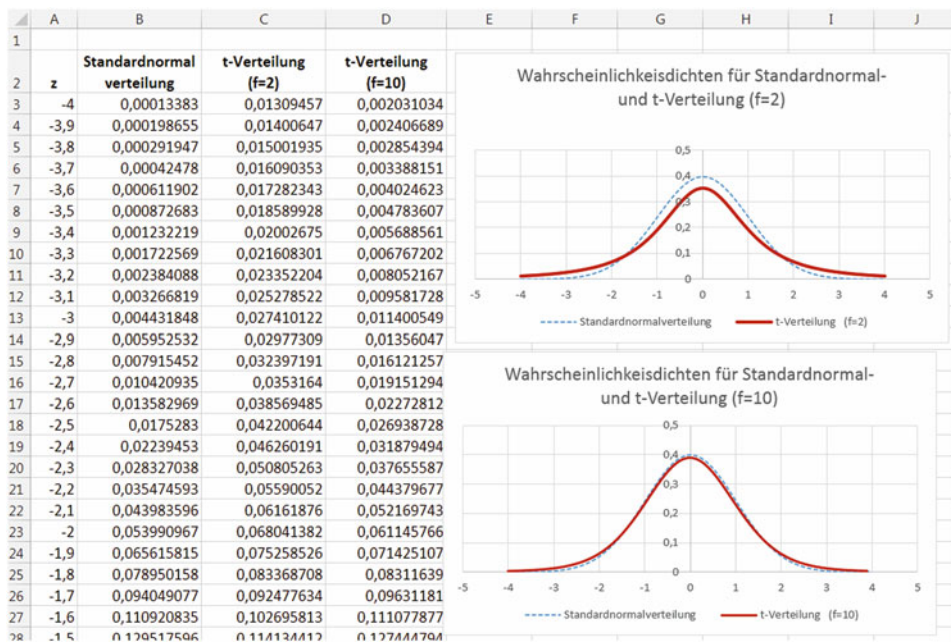 A B C D E F G H I J
1
Standardnormal t-Verteilung t-Verteilung
2 z verteilung (f=2) (f=10)
3 -4 0,00013383 0,01309457 0,002031034
4 -3,9 0,000198655 0,01400647 0,002406689
5 -3,8 0,000291947 0,015001935 0,002854394
6 -3,7 0,00042478 0,016090353 0,003388151
7 -3,6 0,000611902 0,017282343 0,004024623
8 -3,5 0,000872683 0,018589928 0,004783607
9 -3,4 0,001232219 0,02002675 0,005688561
10 -3,3 0,001722569 0,021608301 0,006767202
11 -3,2 0,002384088 0,023352204 0,008052167
12 -3,1 0,003266819 0,025278522 0,009581728
13 -3 0,004431848 0,027410122 0,011400549
14 -2,9 0,005952532 0,02977309 0,01356047
15 -2,8 0,007915452 0,032397191 0,016121257
16 -2,7 0,010420935 0,0353164 0,019151294
17 -2,6 0,013582969 0,038569485 0,02272812
18 -2,5 0,0175283 0,042200644 0,026938728
19 -2,4 0,02239453 0,046260191 0,031879494
20 -2,3 0,028327038 0,050805263 0,037655587
21 -2,2 0,035474593 0,05590052 0,044379677
22 -2,1 0,043983596 0,06161876 0,052169743
23 -2 0,053990967 0,068041382 0,061145766
24 -1,9 0,065615815 0,075258526 0,071425107
25 -1,8 0,078950158 0,083368708 0,08311639
26 -1,7 0,094049077 0,092477634 0,09631181
27 -1,6 0,110920835 0,102695813 0,111077877
28 -1,5 0,129517596 0,114134412 0,127444794
Wahrscheinlichkeisdichten für Standardnormal-
und t-Verteilung (f=2)
0,5
0,4
0,3
0,2
0,1
0
-5 -4 -3 -2 -1 0 1 2 3 4 5
Standardnormalverteilung t-Verteilung (f=2)
Wahrscheinlichkeisdichten für Standardnormal-
und t-Verteilung (f=10)
0,5
0,4
0,3
0,2
0,1
0
-5 -4 -3 -2 -1 0 1 2 3 4 5
Standardnormalverteilung t-Verteilung (f=10)